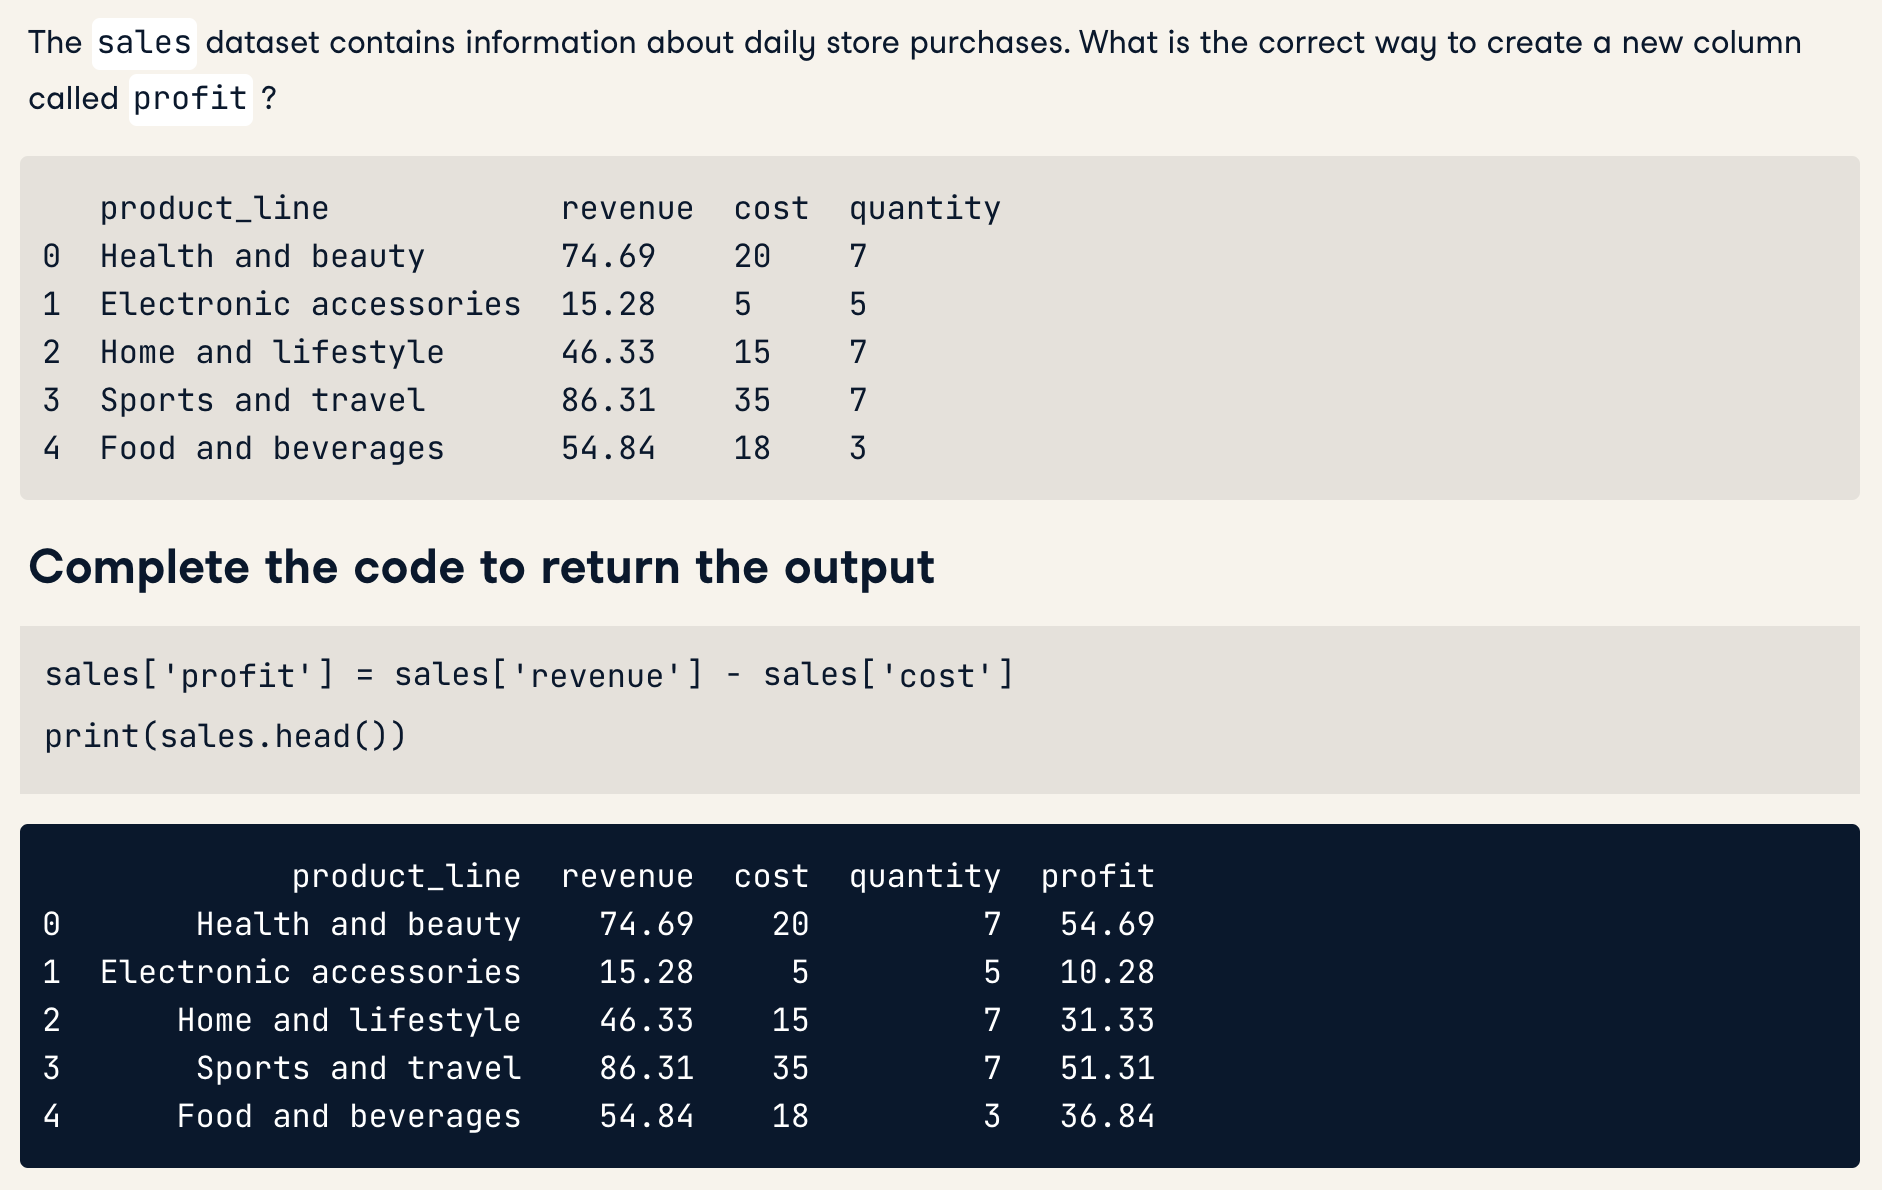 The sales dataset contains information about daily store purchases. What is the correct way to create a new column
called profit ?
product_line revenue cost quantity
0 Health and beauty 74.69 20 7
1 Electronic accessories 15.28 5 5
2 Home and lifestyle 46.33 15 7
3 Sports and travel 86.31 35 7
4 Food and beverages 54.84 18 3
Complete the code to return the output
sales['profit'] = sales['revenue'] - sales['cost']
print(sales.head())
product_line revenue cost quantity profit
0 Health and beauty 74.69 20 7 54.69
1 Electronic accessories 15.28 5 5 10.28
2 Home and lifestyle 46.33 15 7 31.33
3 Sports and travel 86.31 35 7 51.31
4 Food and beverages 54.84 18 3 36.84